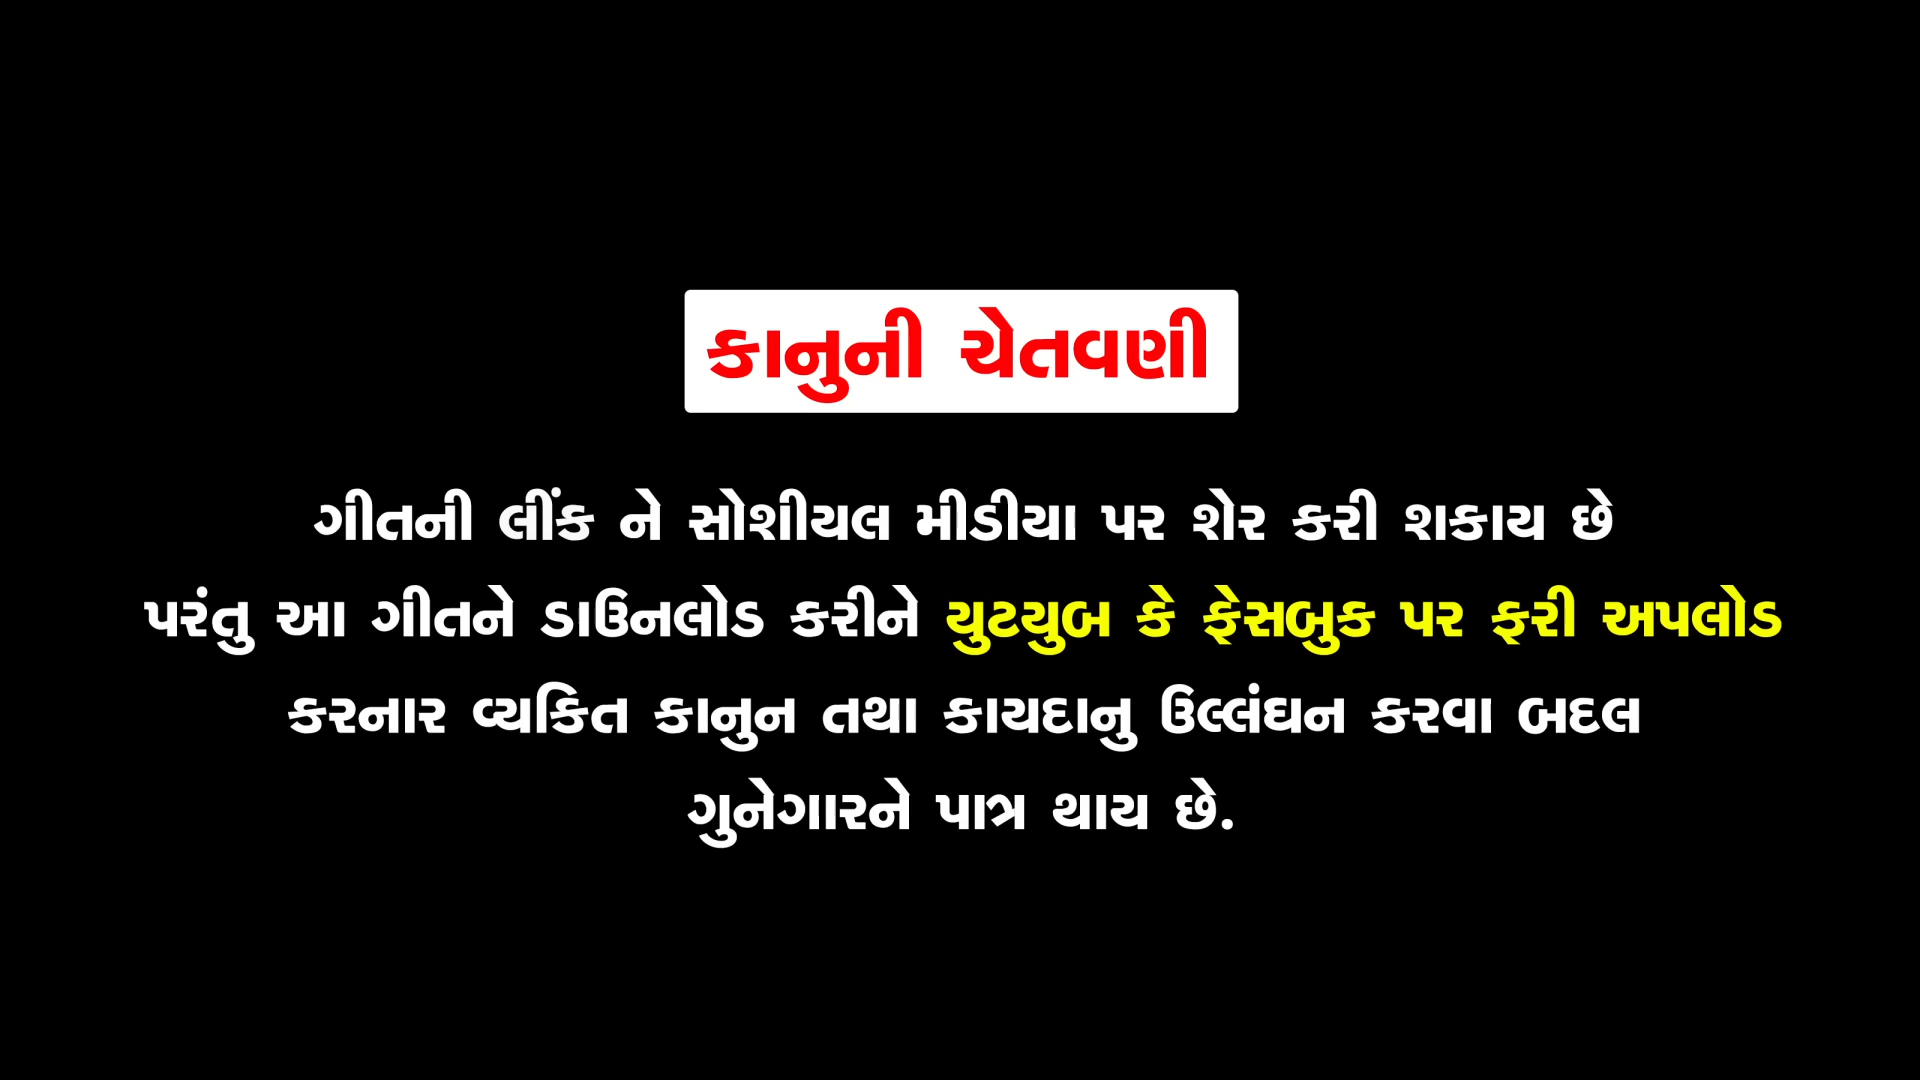 કાનુની ચેતવણી
ગીતની લીંક ને સોશીયલ મીડીયા પર શેર કરી શકાય છે
પરંતુ આ ગીતને ડાઉનલોડ કરીને યુટયુબ કે ફેસબુક પર ફરી અપલોડ
કરનાર વ્યકિત કાનુન તથા કાયદાનુ ઉલ્લંઘન કરવા બદલ
ગુનેગારને પાત્ર થાય છે.